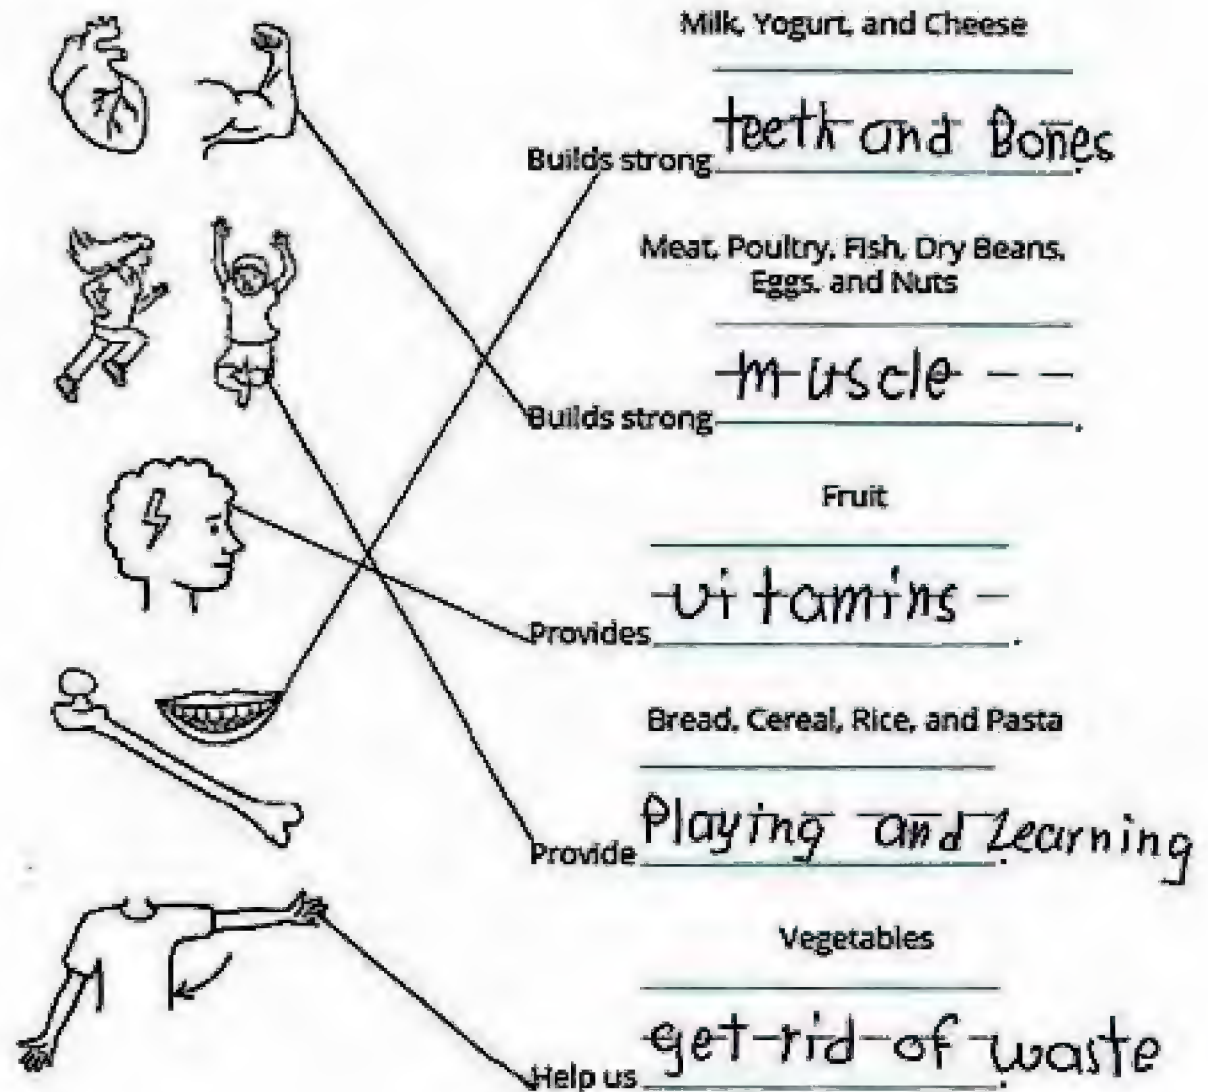 Milk, Yogurt, and Cheese
Builds strong teeth and Bones.
Meat, Poultry, Fish, Dry Beans,
Eggs, and Nuts
Builds strong muscle.
Fruit
Provides vitamins.
Bread, Cereal, Rice, and Pasta
Provide Playing and Learning.
Vegetables
Help us get rid of waste.